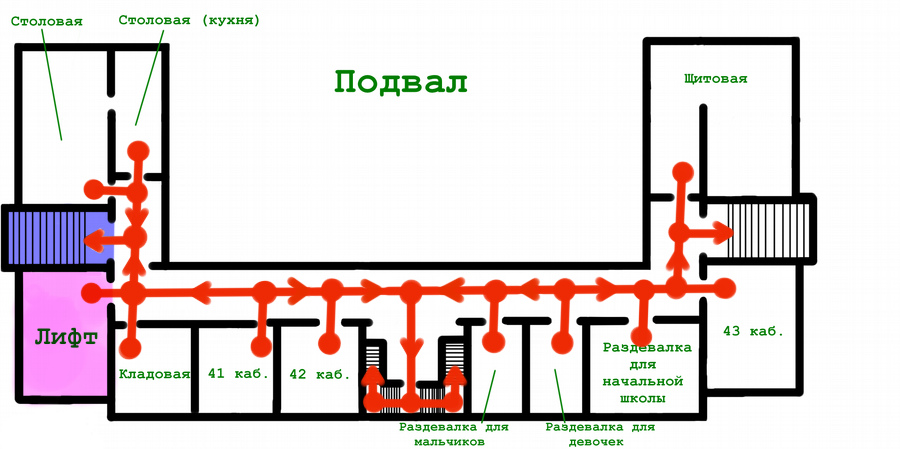 Столовая
Столовая (кухня)
Подвал
Щитовая
Лифт
Кладовая
41 каб.
42 каб.
Раздевалка
для
начальной
школы
43 каб.
Раздевалка для
мальчиков
Раздевалка для
девочек